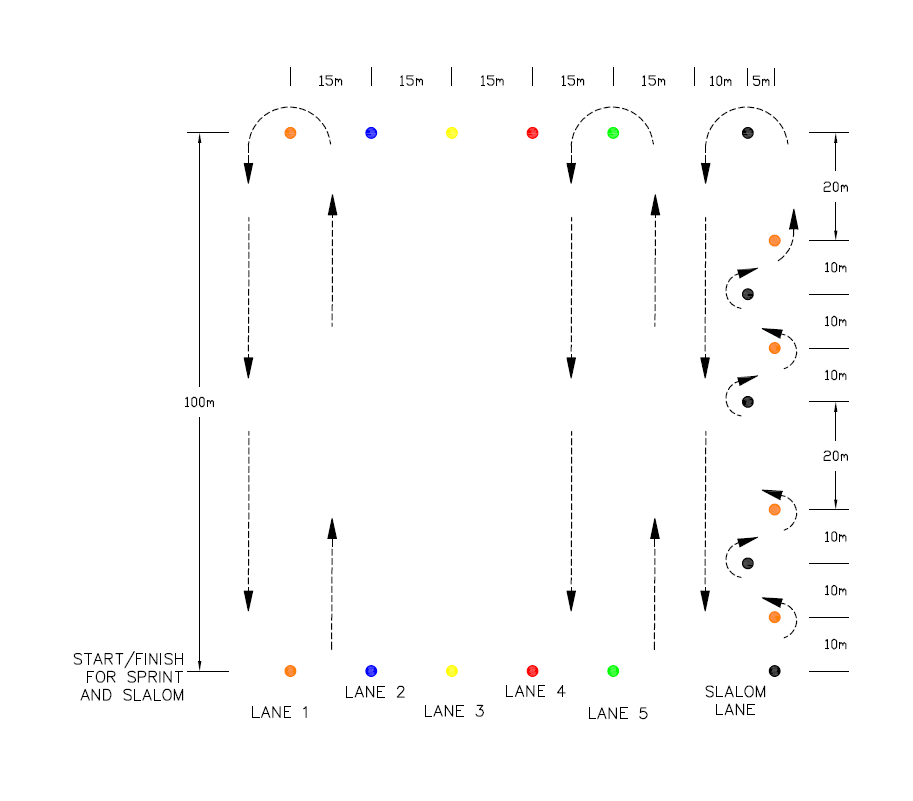 15m 15m 15m 15m 15m 10m 5m
20m
10m
10m
10m
100m
20m
10m
10m
10m
START/FINISH
FOR SPRINT
AND SLALOM
LANE 1
LANE 2
LANE 3
LANE 4
LANE 5
SLALOM
LANE